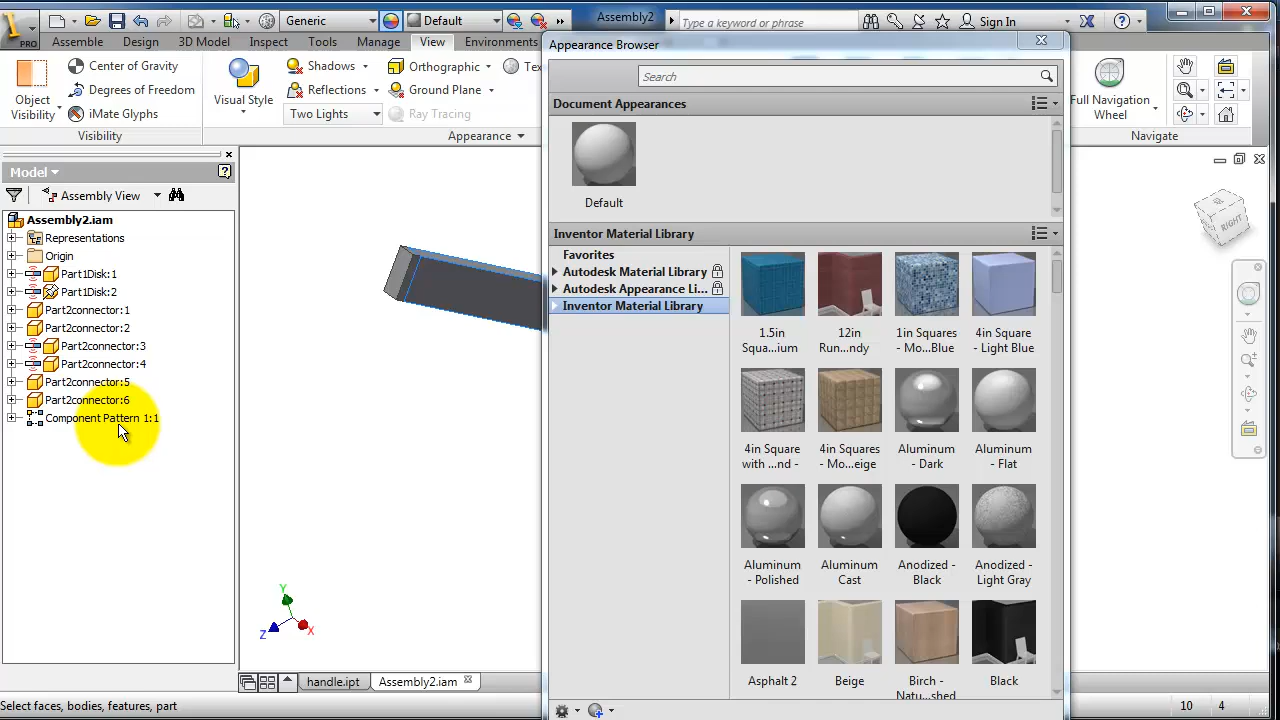 Generic
Default
Assembly2
Type a keyword or phrase
Sign In
PRO
Assemble
Design
3D Model
Inspect
Tools
Manage
View
Environments
Appearance Browser
Object
Visibility
Center of Gravity
Degrees of Freedom
iMate Glyphs
Visibility
Visual Style
Shadows
Reflections
Two Lights
Orthographic
Ground Plane
Ray Tracing
Tex
Appearance
Search
Document Appearances
Default
Full Navigation
Wheel
Navigate
Model
Assembly View
Assembly2.iam
Representations
Origin
Part1Disk:1
Part1Disk:2
Part2connector:1
Part2connector:2
Part2connector:3
Part2connector:4
Part2connector:5
Part2connector:6
Component Pattern 1:1
Inventor Material Library
Favorites
Autodesk Material Library
Autodesk Appearance Li...
Inventor Material Library
1.5in
Squa...ium
12in
Run...ndy
1in Squares
- Mo...Blue
4in Square
- Light Blue
4in Square
with ...nd -
4in Squares
- Mo...eige
Aluminum
- Dark
Aluminum
- Flat
Aluminum
- Polished
Aluminum
Cast
Anodized -
Black
Anodized -
Light Gray
Asphalt 2
Beige
Birch -
Natu...shed
Black
RIGHT
Y
Z
X
handle.ipt
Assembly2.iam
Select faces, bodies, features, part
10
4